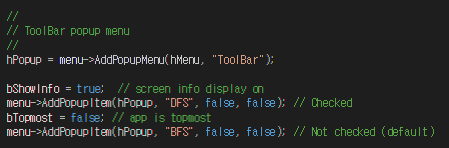 //
// ToolBar popup menu
//
hPopup = menu->AddPopupMenu(hMenu, "ToolBar");
bShowInfo = true;  // screen info display on
menu->AddPopupItem(hPopup, "DFS", false, false); // Checked
bTopmost = false; // app is topmost
menu->AddPopupItem(hPopup, "BFS", false, false); // Not checked (default)